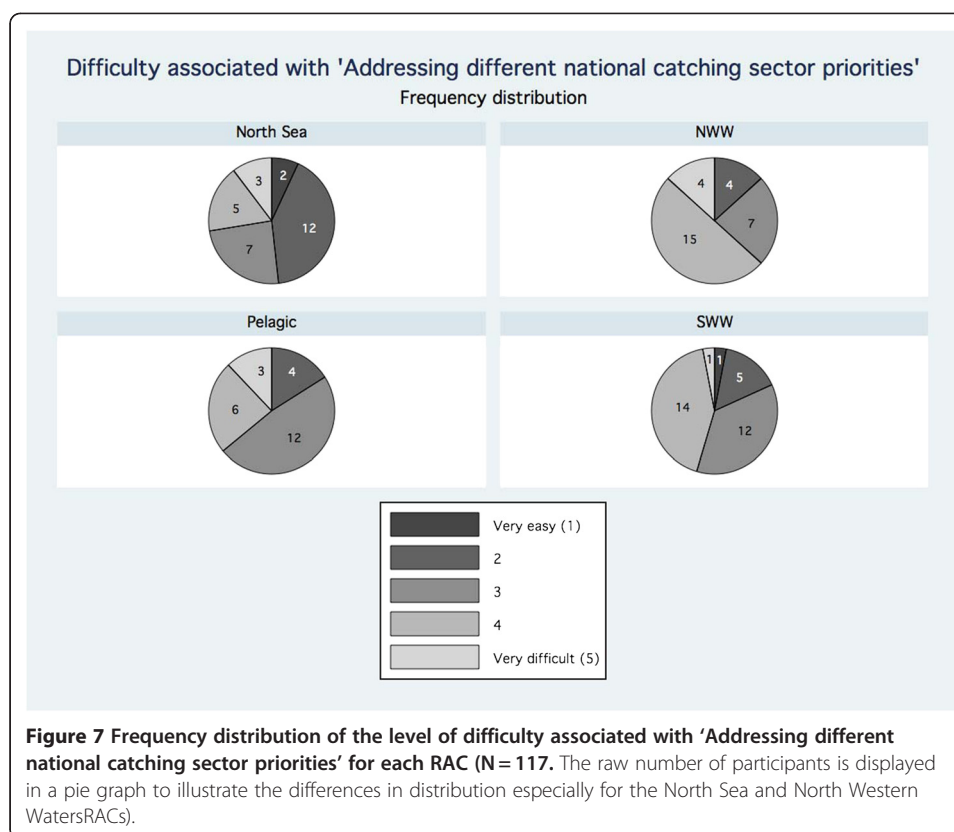 Difficulty associated with 'Addressing different national catching sector priorities'
Frequency distribution
North Sea
2
12
7
5
3
NWW
4
7
15
4
Pelagic
4
12
6
3
SWW
1
5
12
14
1
Very easy (1)
2
3
4
Very difficult (5)
Figure 7 Frequency distribution of the level of difficulty associated with ‘Addressing different
national catching sector priorities’ for each RAC (N = 117. The raw number of participants is displayed
in a pie graph to illustrate the differences in distribution especially for the North Sea and North Western
WatersRACs).